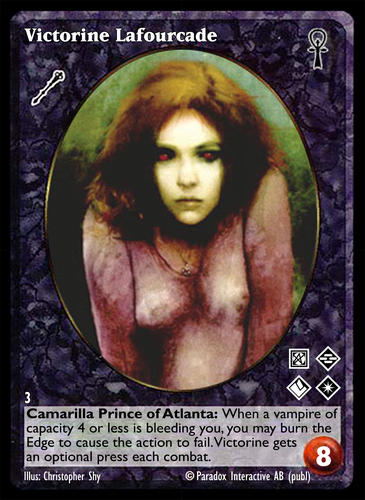 Victorine Lafourcade
3
Camarilla Prince of Atlanta: When a vampire of
capacity 4 or less is bleeding you, you may burn the
Edge to cause the action to fail.Victorine gets
an optional press each combat.
8
Illus: Christopher Shy © Paradox Interactive AB (publ)